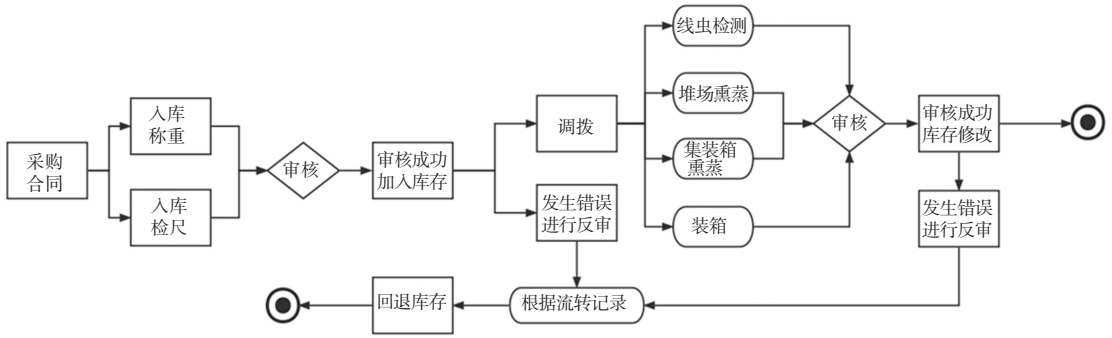 采购
合同
入库
称重
入库
检尺
审核
审核成功
加入库存
调拨
发生错误
进行反审
线虫检测
堆场熏蒸
集装箱
熏蒸
装箱
审核
审核成功
库存修改
发生错误
进行反审
根据流转记录
回退库存